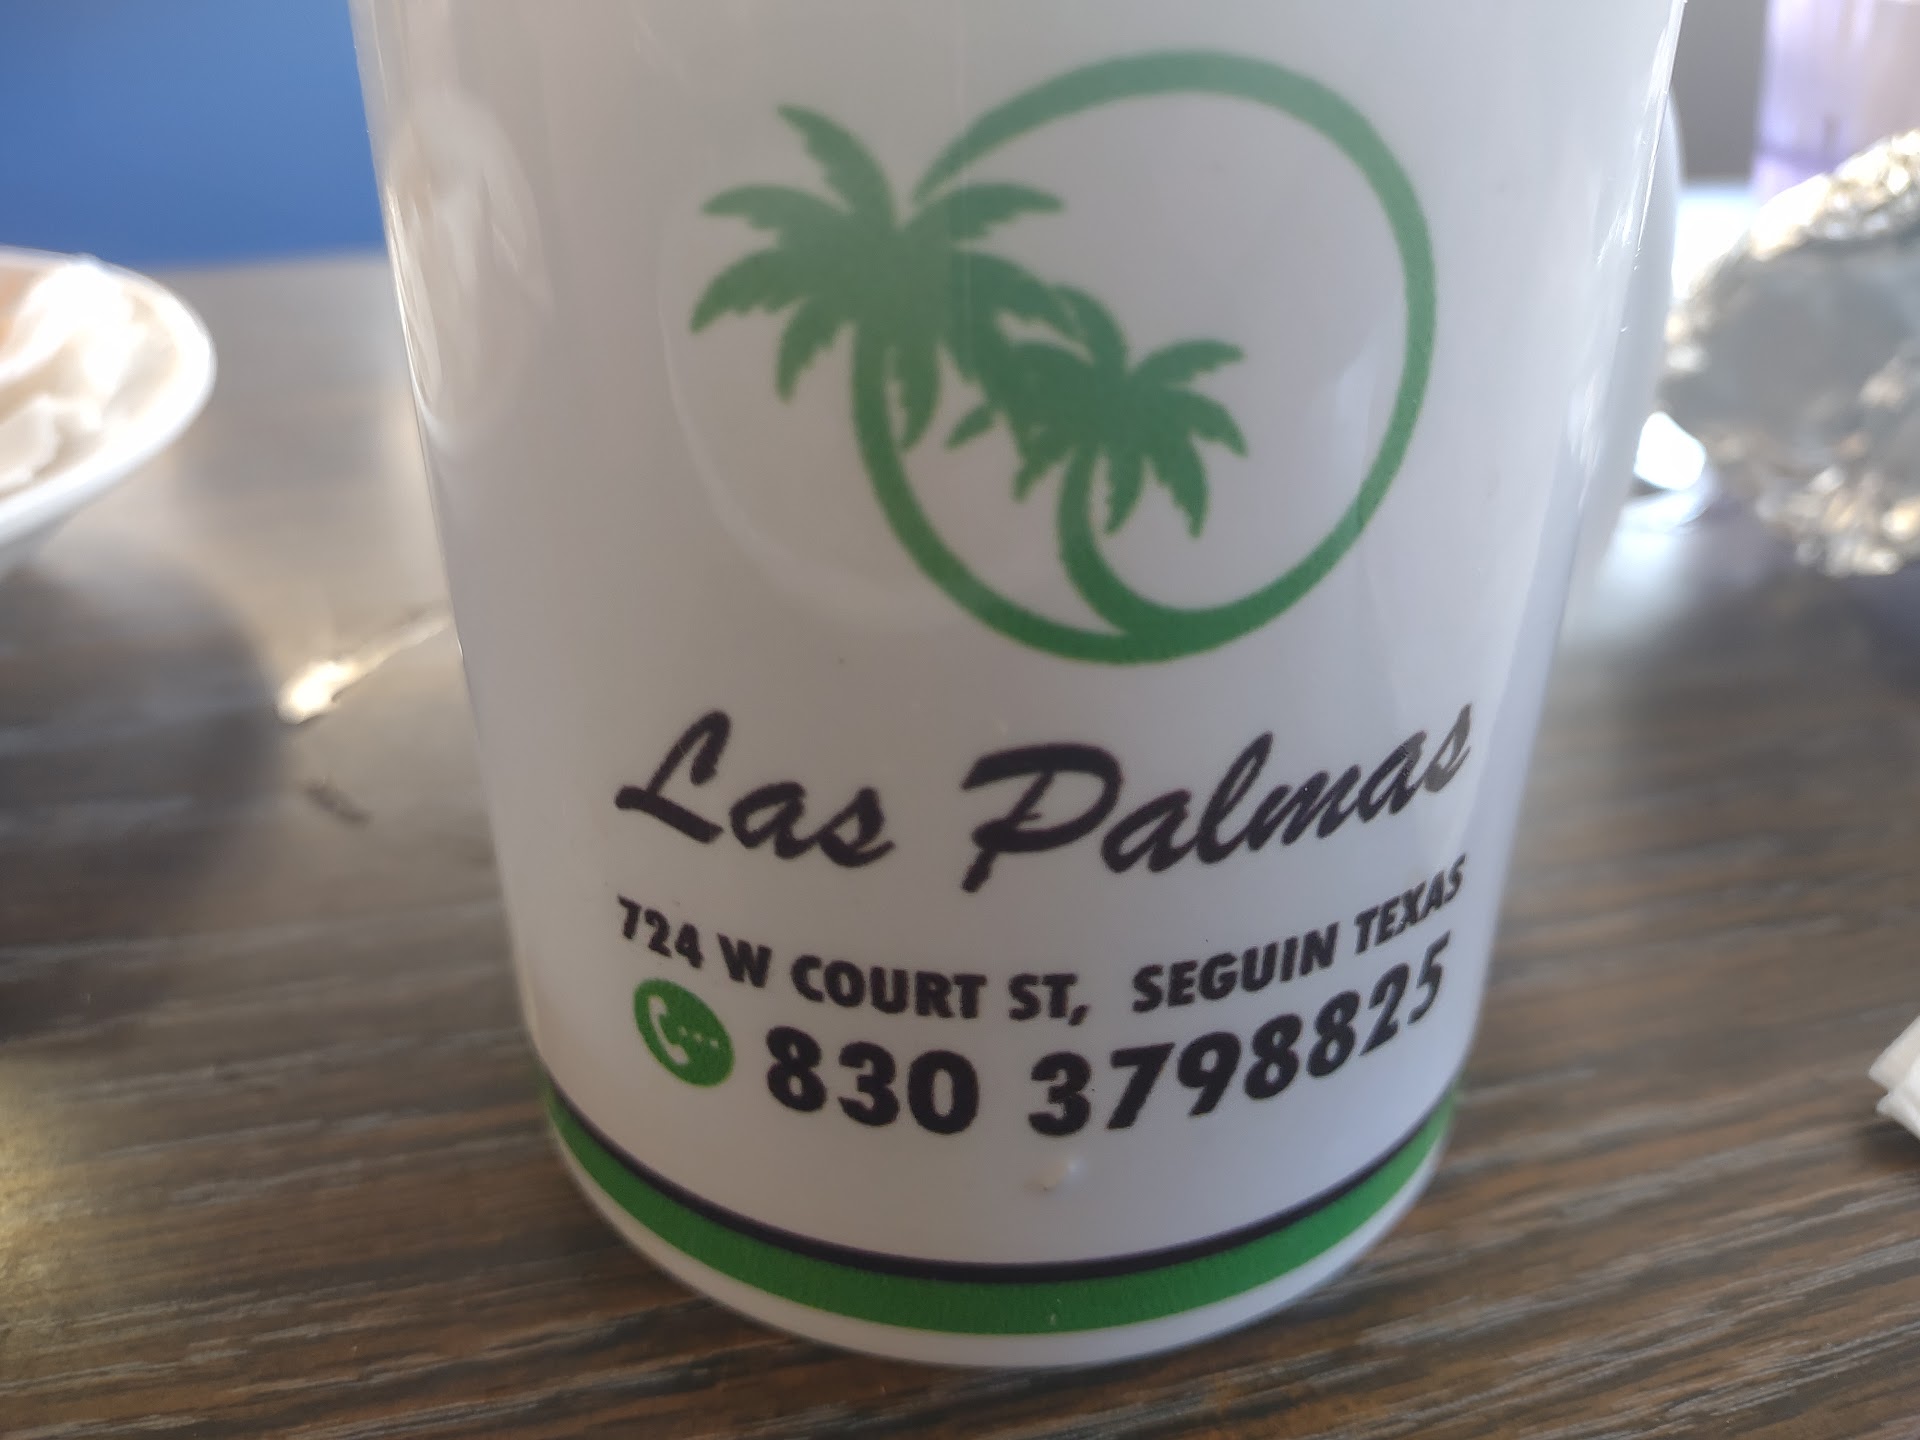 Las Palmas
724 W COURT ST, SEGUIN TEXAS
830 3798825